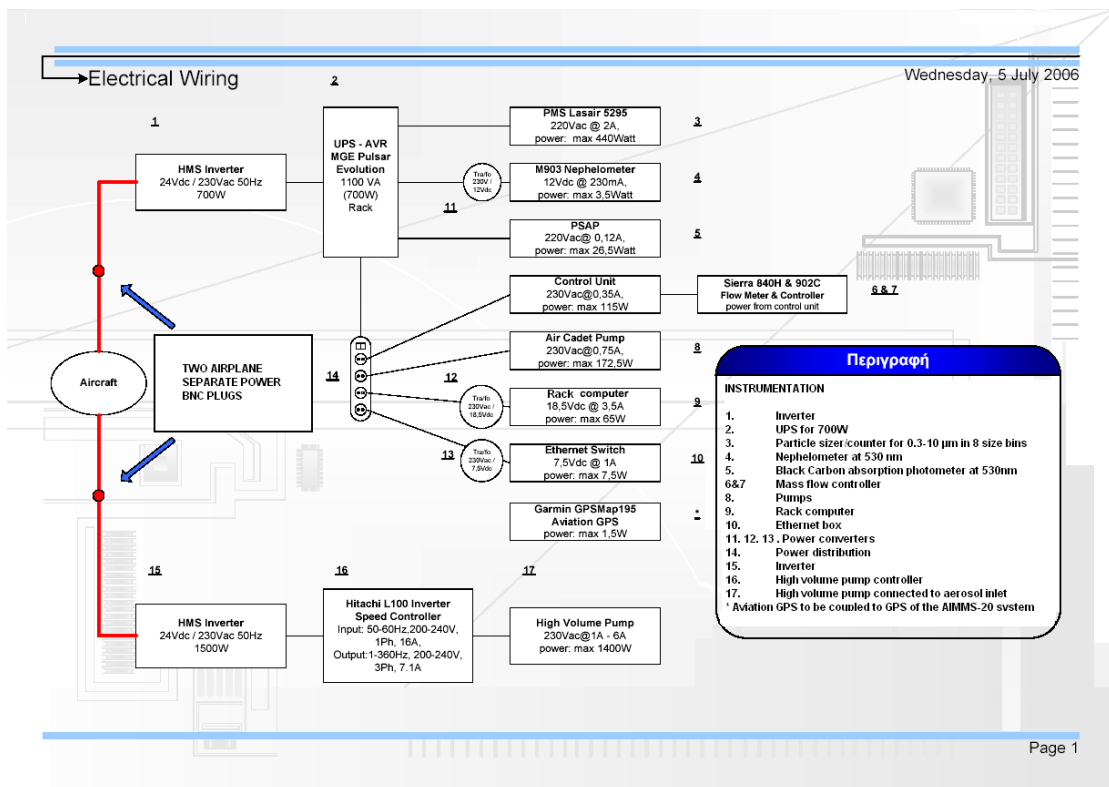 Electrical Wiring
Wednesday, 5 July 2006
1
2
3
HMS Inverter
24Vdc / 230Vac 50Hz
700W
UPS - AVR
MGE Pulsar
Evolution
1100 VA
(700W)
Rack
PMS Lasair 5295
220Vac @ 2A,
power: max 440Watt
Tra/fo
230V /
12Vdc
11
M903 Nephelometer
12Vdc @ 230mA,
power: max 3,5Watt
4
PSAP
220Vac@ 0,12A,
power: max 26,5Watt
5
Control Unit
230Vac@0,35A,
power: max 115W
Sierra 840H & 902C
Flow Meter & Controller
power from control unit
6 & 7
Aircraft
TWO AIRPLANE
SEPARATE POWER
BNC PLUGS
14
Air Cadet Pump
230Vac@0,75A,
power: max 172,5W
8
12
Tra/fo
230Vac /
18,5Vdc
Rack computer
18,5Vdc @ 3,5A
power: max 65W
9
13
Tra/fo
230Vac /
7,5Vdc
Ethernet Switch
7,5Vdc @ 1A
power: max 7,5W
10
Garmin GPSMap195
Aviation GPS
power: max 1,5W
*
Περιγραφή
INSTRUMENTATION
1. Inverter
2. UPS for 700W
3. Particle sizer/counter for 0.3-10 µm in 8 size bins
4. Nephelometer at 530 nm
5. Black Carbon absorption photometer at 530nm
6&7 Mass flow controller
8. Pumps
9. Rack computer
10. Ethernet box
11. 12. 13 . Power converters
14. Power distribution
15. Inverter
16. High volume pump controller
17. High volume pump connected to aerosol inlet
* Aviation GPS to be coupled to GPS of the AIMMS-20 system
15
16
17
HMS Inverter
24Vdc / 230Vac 50Hz
1500W
Hitachi L100 Inverter
Speed Controller
Input: 50-60Hz,200-240V,
1Ph, 16A,
Output:1-360Hz, 200-240V,
3Ph, 7.1A
High Volume Pump
230Vac@1A - 6A
power: max 1400W
Page 1